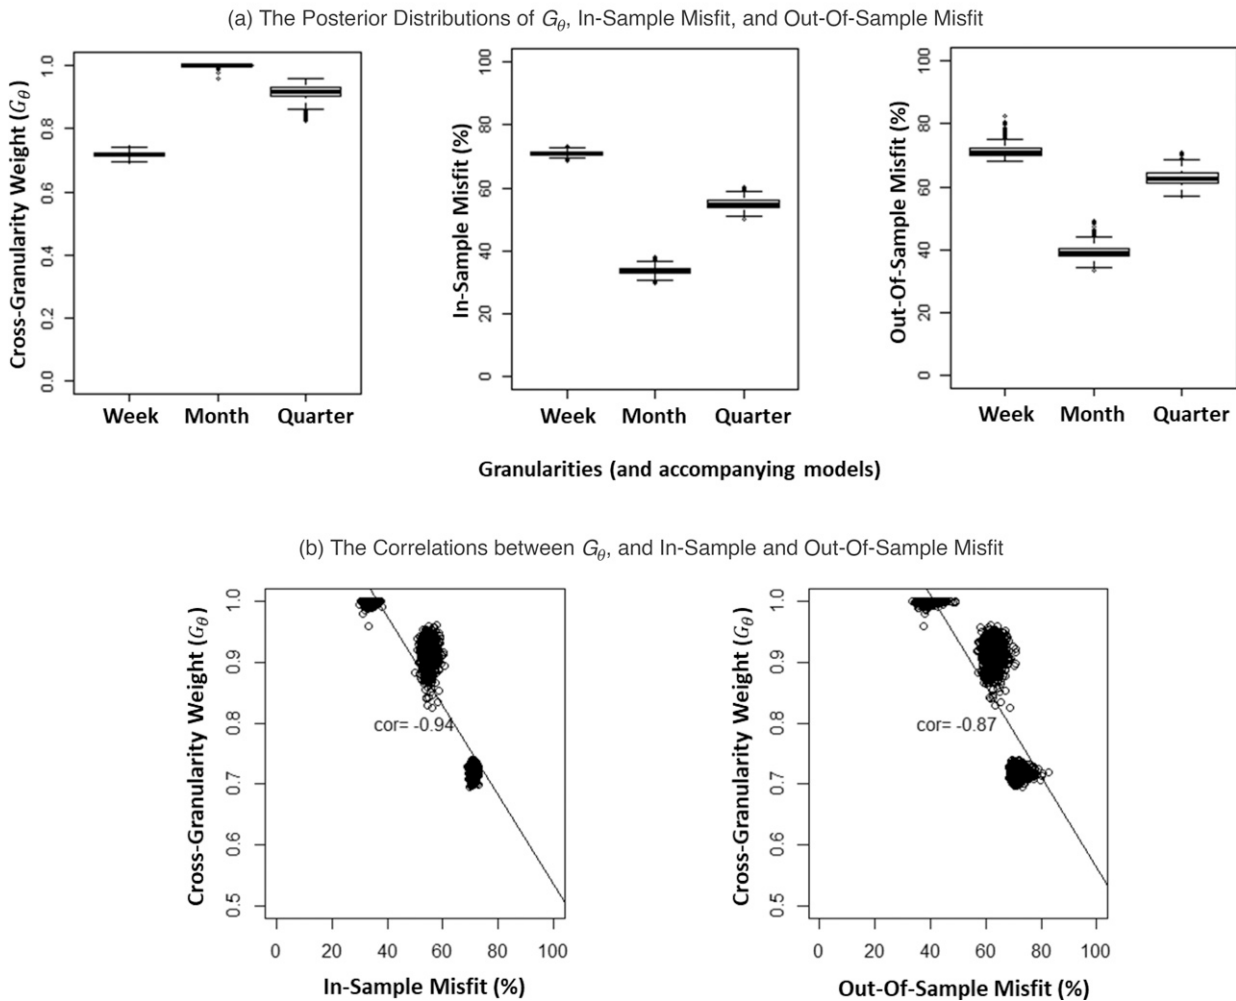 (a) The Posterior Distributions of Gθ, In-Sample Misfit, and Out-Of-Sample Misfit
Cross-Granularity Weight (Gθ)
1.0
0.8
0.6
0.4
0.2
0.0
Week Month Quarter
In-Sample Misfit (%)
100
80
60
40
20
0
Week Month Quarter
Out-Of-Sample Misfit (%)
100
80
60
40
20
0
Week Month Quarter
Granularities (and accompanying models)
(b) The Correlations between Gθ, and In-Sample and Out-Of-Sample Misfit
Cross-Granularity Weight (Gθ)
1.0
0.9
0.8
0.7
0.6
0.5
cor= -0.94
0 20 40 60 80 100
In-Sample Misfit (%)
Cross-Granularity Weight (Gθ)
1.0
0.9
0.8
0.7
0.6
0.5
cor= -0.87
0 20 40 60 80 100
Out-Of-Sample Misfit (%)